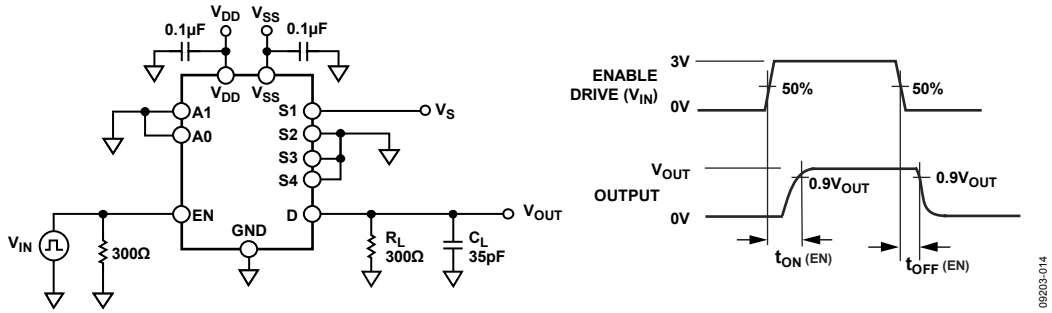 VDD
VSS
0.1µF
0.1µF
VDD
VSS
A1
A0
S1
VS
S2
S3
S4
EN
D
VOUT
GND
VIN
300Ω
RL
300Ω
CL
35pF
3V
ENABLE
DRIVE (VIN)
50%
50%
0V
VOUT
0.9VOUT
0.9VOUT
OUTPUT
0V
tON (EN)
tOFF (EN)
09203-014